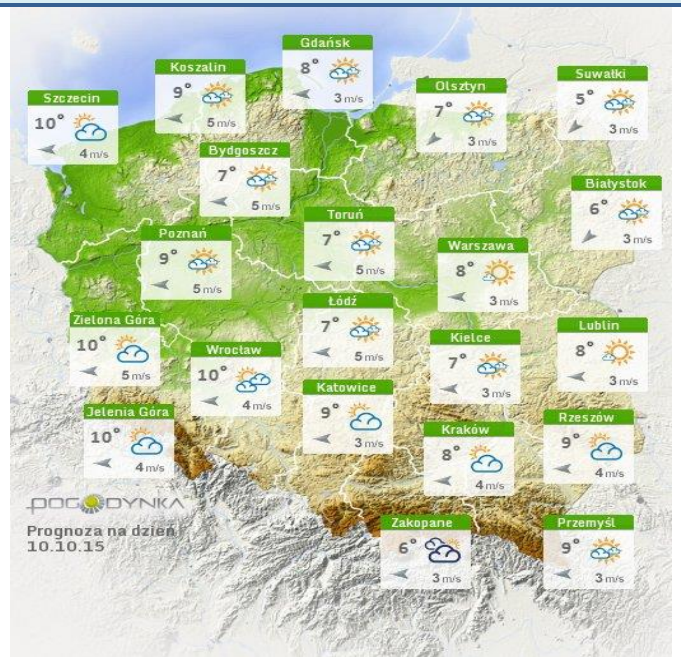 Gdańsk
8°
3 m/s
Koszalin
9°
5 m/s
Suwałki
5°
3 m/s
Olsztyn
7°
3 m/s
Szczecin
10°
4 m/s
Bydgoszcz
7°
5 m/s
Białystok
6°
3 m/s
Toruń
7°
5 m/s
Poznań
9°
5 m/s
Warszawa
8°
3 m/s
Łódź
7°
5 m/s
Zielona Góra
10°
5 m/s
Lublin
8°
3 m/s
Kielce
7°
3 m/s
Wrocław
10°
4 m/s
Katowice
9°
3 m/s
Jelenia Góra
10°
4 m/s
Rzeszów
9°
4 m/s
Kraków
8°
4 m/s
POGODYNKA
Prognoza na dzień
10.10.15
Zakopane
6°
3 m/s
Przemyśl
9°
3 m/s